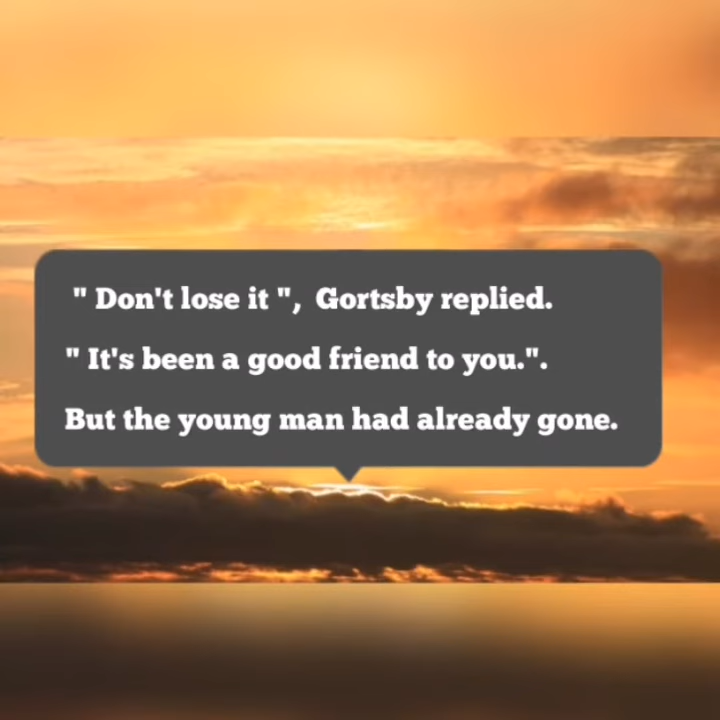 " Don't lose it ",  Gortsby replied.
" It's been a good friend to you.".
But the young man had already gone.